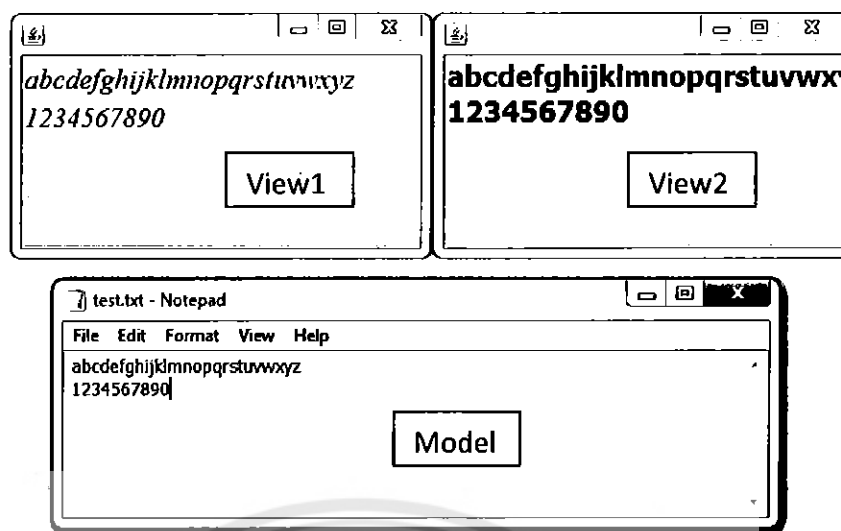 abcdefghijklmnopqrstuvwxyz
1234567890
View1
abcdefghijklmnopqrstuvwx
1234567890
View2
test.txt - Notepad
File Edit Format View Help
abcdefghijklmnopqrstuvwxyz
1234567890
Model